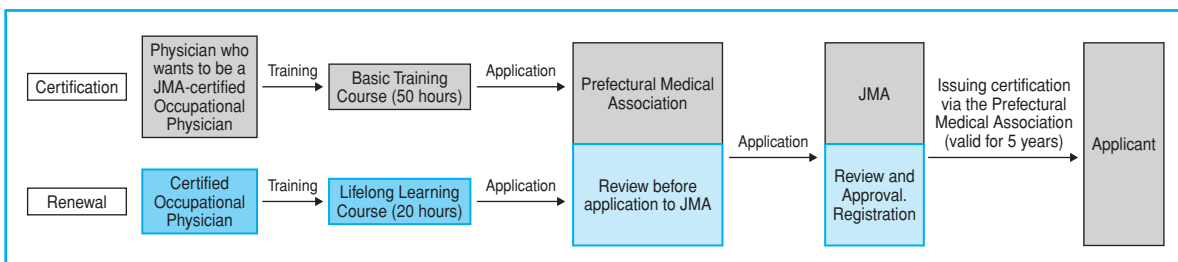 Certification
Physician who
wants to be a
JMA-certified
Occupational
Physician
Training
Basic Training
Course (50 hours)
Application
Prefectural Medical
Association
Application
JMA
Issuing certification
via the Prefectural
Medical Association
(valid for 5 years)
Applicant
Renewal
Certified
Occupational
Physician
Training
Lifelong Learning
Course (20 hours)
Application
Review before
application to JMA
Review and
Approval.
Registration